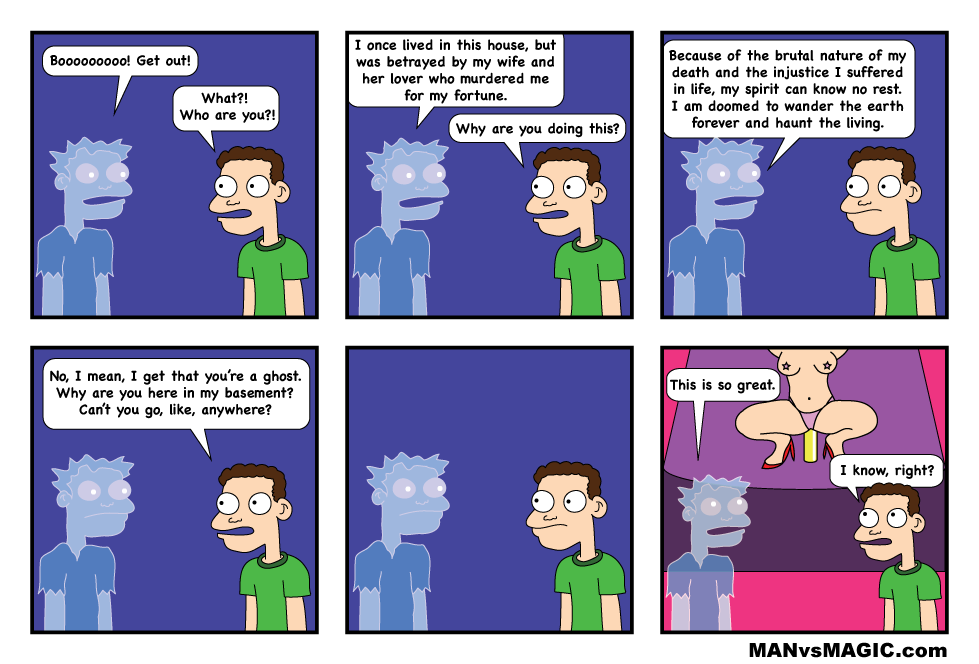 Booooooooo! Get out!
What?!
Who are you?!
I once lived in this house, but
was betrayed by my wife and
her lover who murdered me
for my fortune.
Why are you doing this?
Because of the brutal nature of my
death and the injustice I suffered
in life, my spirit can know no rest.
I am doomed to wander the earth
forever and haunt the living.
No, I mean, I get that you're a ghost.
Why are you here in my basement?
Can't you go, like, anywhere?
This is so great.
I know, right?
MANvsMAGIC.com